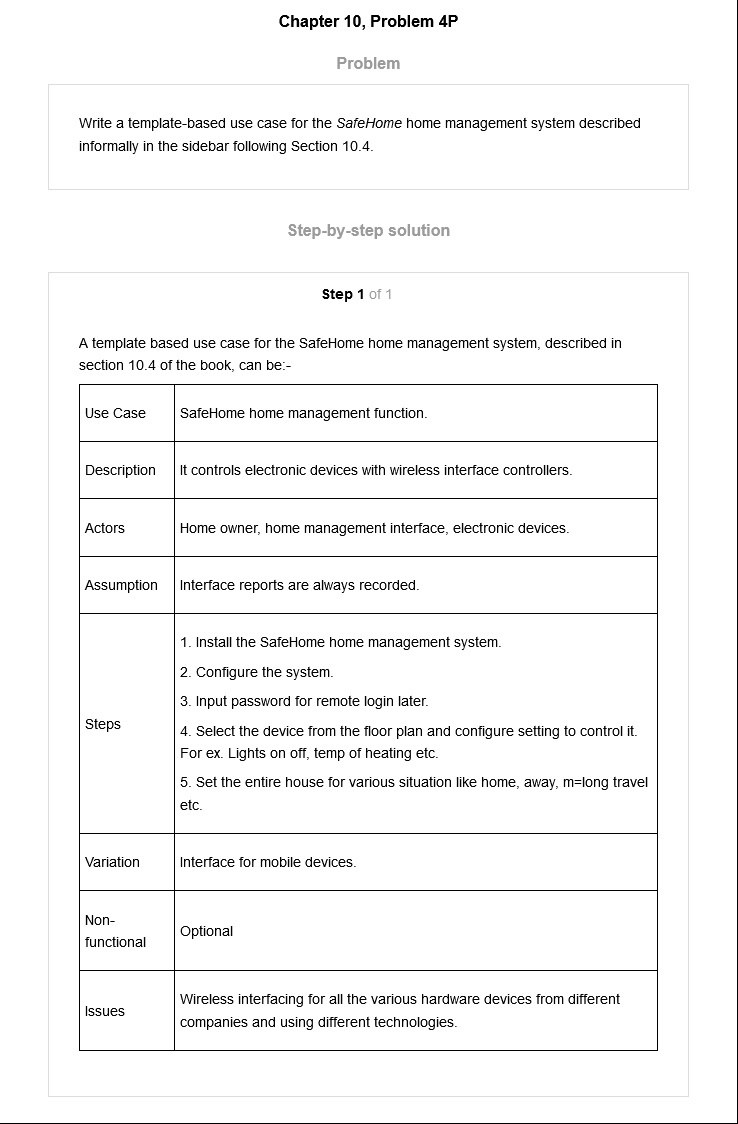 Chapter 10, Problem 4P
Problem
Write a template-based use case for the SafeHome home management system described
informally in the sidebar following Section 10.4.
Step-by-step solution
Step 1 of 1
A template based use case for the SafeHome home management system, described in
section 10.4 of the book, can be:-
Use Case
SafeHome home management function.
Description
It controls electronic devices with wireless interface controllers.
Actors
Home owner, home management interface, electronic devices.
Assumption
Interface reports are always recorded.
Steps
1. Install the SafeHome home management system.
2. Configure the system.
3. Input password for remote login later.
4. Select the device from the floor plan and configure setting to control it.
For ex. Lights on off, temp of heating etc.
5. Set the entire house for various situation like home, away, m=long travel
etc.
Variation
Interface for mobile devices.
Non-
functional
Optional
Issues
Wireless interfacing for all the various hardware devices from different
companies and using different technologies.